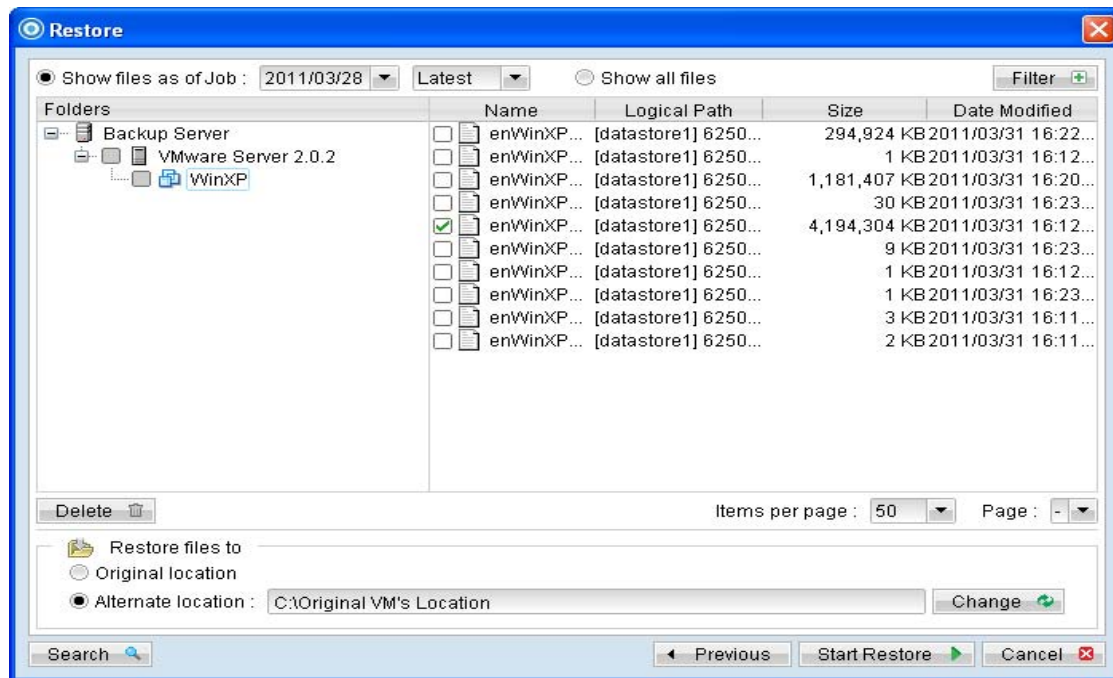 Restore
Show files as of Job : 2011/03/28 Latest Show all files Filter
Folders Name Logical Path Size Date Modified
Backup Server
VMware Server 2.0.2
WinXP
enWinXP... [datastore1] 6250... 294,924 KB 2011/03/31 16:22...
enWinXP... [datastore1] 6250... 1 KB 2011/03/31 16:12...
enWinXP... [datastore1] 6250... 1,181,407 KB 2011/03/31 16:20...
enWinXP... [datastore1] 6250... 30 KB 2011/03/31 16:23...
enWinXP... [datastore1] 6250... 4,194,304 KB 2011/03/31 16:12...
enWinXP... [datastore1] 6250... 9 KB 2011/03/31 16:23...
enWinXP... [datastore1] 6250... 1 KB 2011/03/31 16:12...
enWinXP... [datastore1] 6250... 1 KB 2011/03/31 16:23...
enWinXP... [datastore1] 6250... 3 KB 2011/03/31 16:11...
enWinXP... [datastore1] 6250... 2 KB 2011/03/31 16:11...
Delete Items per page : 50 Page : -
Restore files to
Original location
Alternate location : C:\Original VM's Location Change
Search Previous Start Restore Cancel